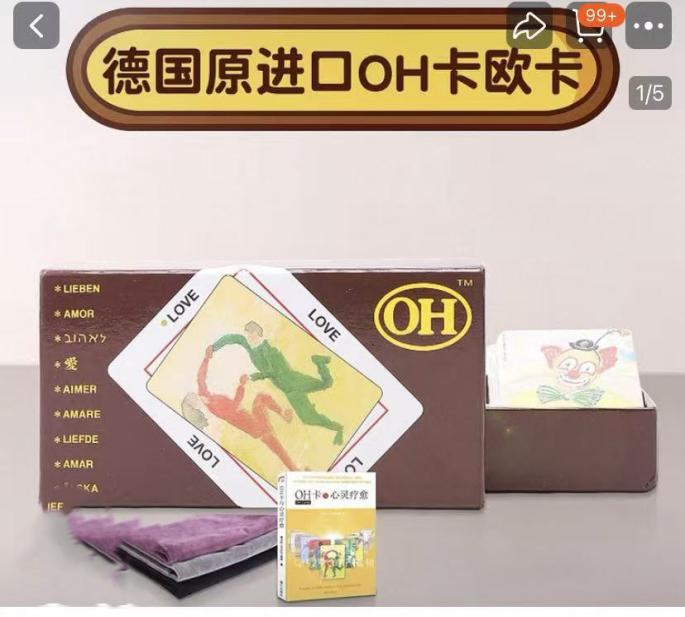 99+
德国原进口OH卡欧卡
1/5
* LIEBEN
* AMOR
* לאהוב
* 愛
* AIMER
* AMARE
* LIEFDE
* AMAR
LOVE
LOVE
LOVE
LO
OH
TM
OH卡与心灵疗愈